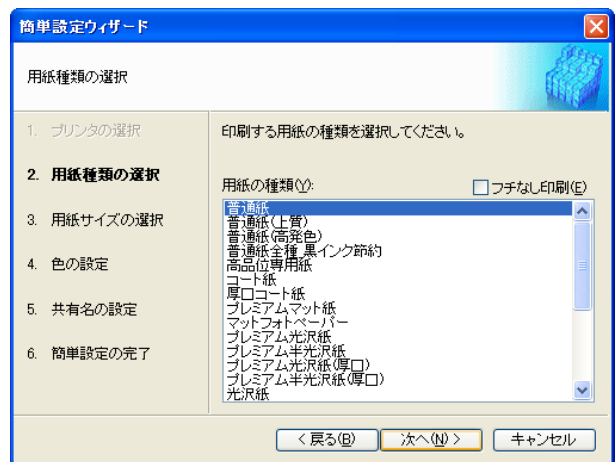 簡単設定ウィザード
用紙種類の選択
1. プリンタの選択
2. 用紙種類の選択
3. 用紙サイズの選択
4. 色の設定
5. 共有名の設定
6. 簡単設定の完了
印刷する用紙の種類を選択してください。
用紙の種類(Y):
フチなし印刷(E)
普通紙
普通紙(上質)
普通紙(高発色)
普通紙全種_黒インク節約
高品位専用紙
コート紙
厚口コート紙
プレミアムマット紙
マットフォトペーパー
プレミアム光沢紙
プレミアム半光沢紙
プレミアム光沢紙(厚口)
プレミアム半光沢紙(厚口)
光沢紙
< 戻る(B)
次へ(N) >
キャンセル